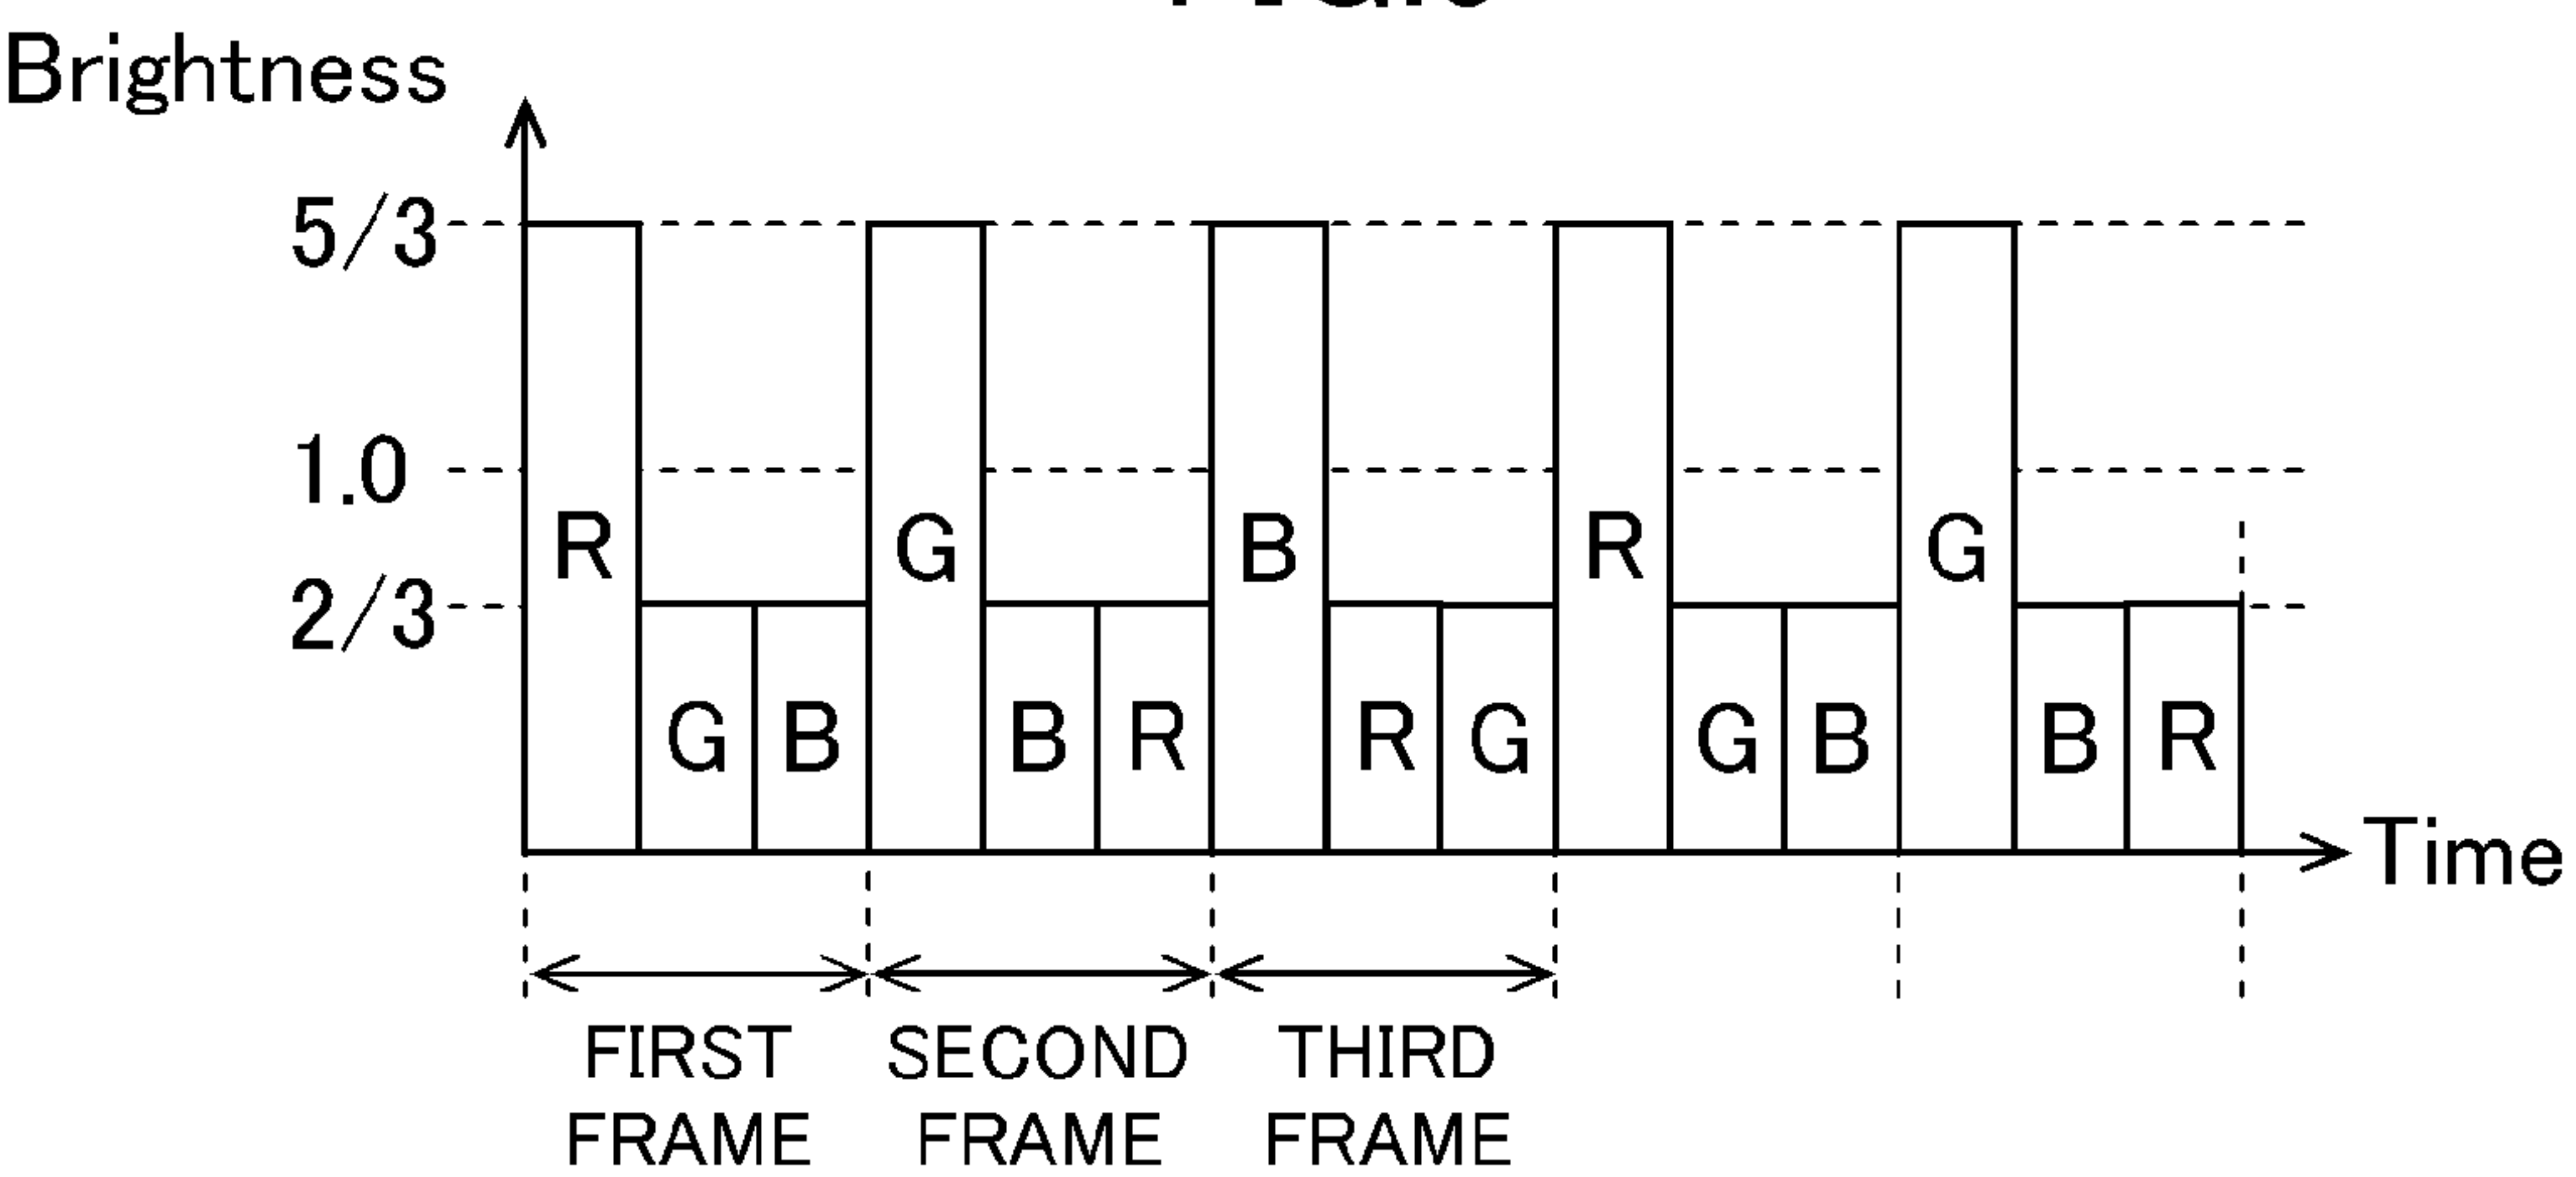 Brightness
5/3
1.0
2/3
R G B G B R B R G R G B G B R
Time
FIRST FRAME
SECOND FRAME
THIRD FRAME